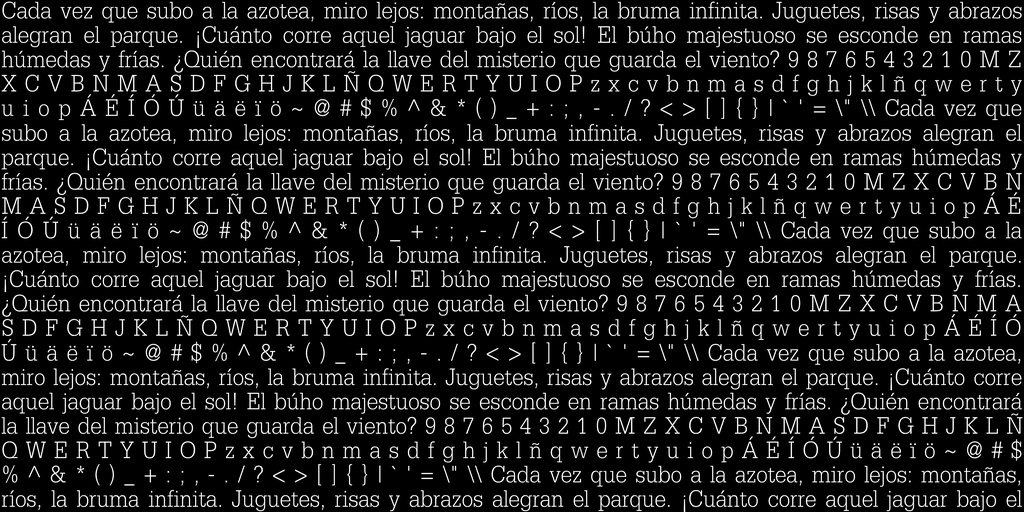 Cada vez que subo a la azotea, miro lejos: montañas, ríos, la bruma infinita. Juguetes, risas y abrazos
alegran el parque. ¡Cuánto corre aquel jaguar bajo el sol! El búho majestuoso se esconde en ramas
húmedas y frías. ¿Quién encontrará la llave del misterio que guarda el viento? 9 8 7 6 5 4 3 2 1 0 M Z
X C V B N M A S D F G H J K L Ñ Q W E R T Y U I O P z x c v b n m a s d f g h j k l ñ q w e r t y
u i o p Á É Í Ó Ú ü ä ë ï ö ~ @ # $ % ^ & * ( ) _ + : ; , - . / ? < > [ ] { } | ` ' = \" \\ Cada vez que
subo a la azotea, miro lejos: montañas, ríos, la bruma infinita. Juguetes, risas y abrazos alegran el
parque. ¡Cuánto corre aquel jaguar bajo el sol! El búho majestuoso se esconde en ramas húmedas y
frías. ¿Quién encontrará la llave del misterio que guarda el viento? 9 8 7 6 5 4 3 2 1 0 M Z X C V B N
M A S D F G H J K L Ñ Q W E R T Y U I O P z x c v b n m a s d f g h j k l ñ q w e r t y u i o p Á É
Í Ó Ú ü ä ë ï ö ~ @ # $ % ^ & * ( ) _ + : ; , - . / ? < > [ ] { } | ` ' = \" \\ Cada vez que subo a la
azotea, miro lejos: montañas, ríos, la bruma infinita. Juguetes, risas y abrazos alegran el parque.
¡Cuánto corre aquel jaguar bajo el sol! El búho majestuoso se esconde en ramas húmedas y frías.
¿Quién encontrará la llave del misterio que guarda el viento? 9 8 7 6 5 4 3 2 1 0 M Z X C V B N M A
S D F G H J K L Ñ Q W E R T Y U I O P z x c v b n m a s d f g h j k l ñ q w e r t y u i o p Á É Í Ó
Ú ü ä ë ï ö ~ @ # $ % ^ & * ( ) _ + : ; , - . / ? < > [ ] { } | ` ' = \" \\ Cada vez que subo a la azotea,
miro lejos: montañas, ríos, la bruma infinita. Juguetes, risas y abrazos alegran el parque. ¡Cuánto corre
aquel jaguar bajo el sol! El búho majestuoso se esconde en ramas húmedas y frías. ¿Quién encontrará
la llave del misterio que guarda el viento? 9 8 7 6 5 4 3 2 1 0 M Z X C V B N M A S D F G H J K L Ñ
Q W E R T Y U I O P z x c v b n m a s d f g h j k l ñ q w e r t y u i o p Á É Í Ó Ú ü ä ë ï ö ~ @ # $
% ^ & * ( ) _ + : ; , - . / ? < > [ ] { } | ` ' = \" \\ Cada vez que subo a la azotea, miro lejos: montañas,
ríos, la bruma infinita. Juguetes, risas y abrazos alegran el parque. ¡Cuánto corre aquel jaguar bajo el